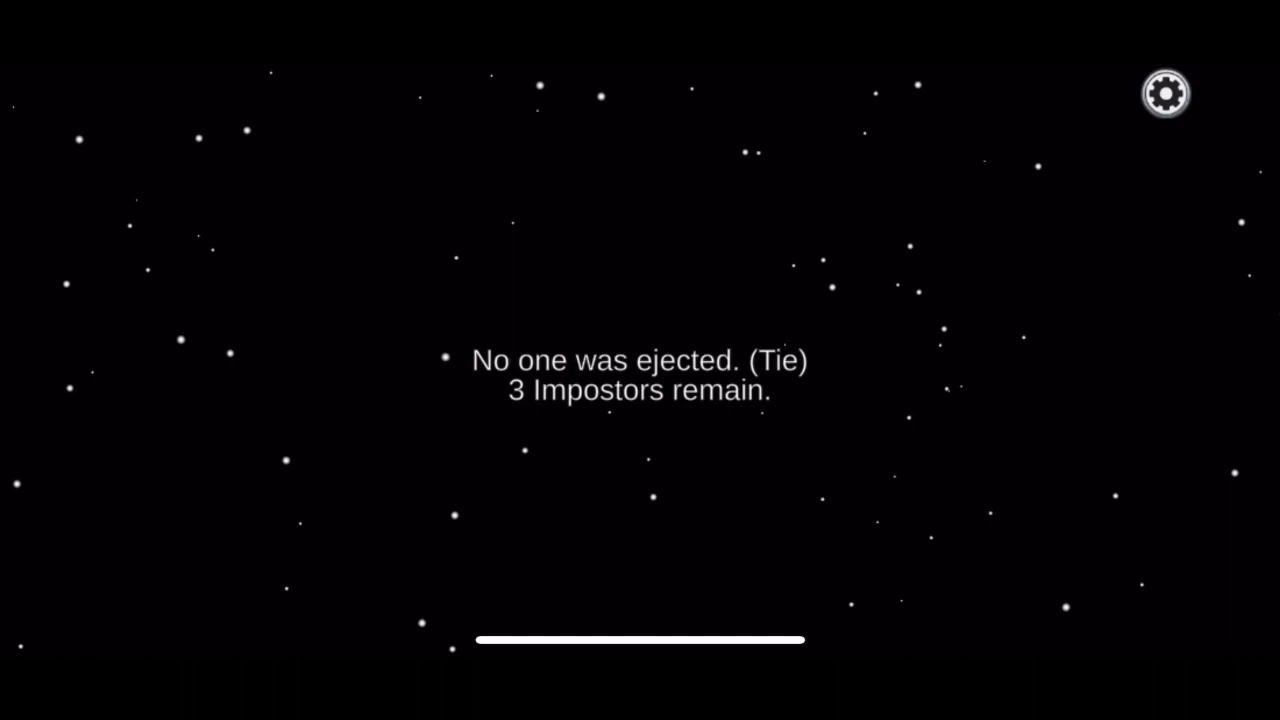 No one was ejected. (Tie)
3 Impostors remain.